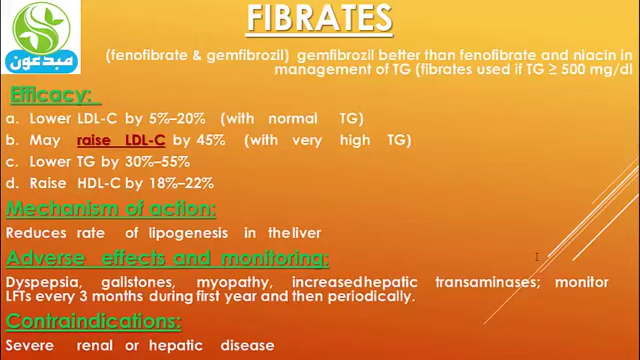 FIBRATES
مبدعون
(fenofibrate & gemfibrozil) gemfibrozil better than fenofibrate and niacin in
management of TG (fibrates used if TG ≥ 500 mg/dl
Efficacy:
a. Lower LDL-C by 5%–20% (with normal TG)
b. May raise LDL-C by 45% (with very high TG)
c. Lower TG by 30%–55%
d. Raise HDL-C by 18%–22%
Mechanism of action:
Reduces rate of lipogenesis in theliver
Adverse effects and monitoring:
Dyspepsia, gallstones, myopathy, increasedhepatic transaminases; monitor
LFTs every 3 months during first year and then periodically.
Contraindications:
Severe renal or hepatic disease